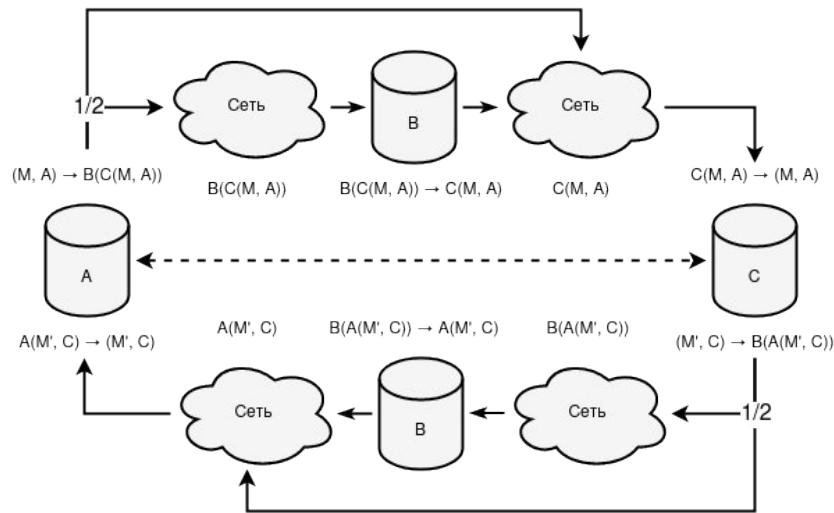 1/2
Сеть
B
Сеть
(M, A) → B(C(M, A))
B(C(M, A))
B(C(M, A)) → C(M, A)
C(M, A)
C(M, A) → (M, A)
A
C
A(M', C) → (M', C)
A(M', C)
B(A(M', C)) → A(M', C)
B(A(M', C))
(M', C) → B(A(M', C))
Сеть
B
Сеть
1/2